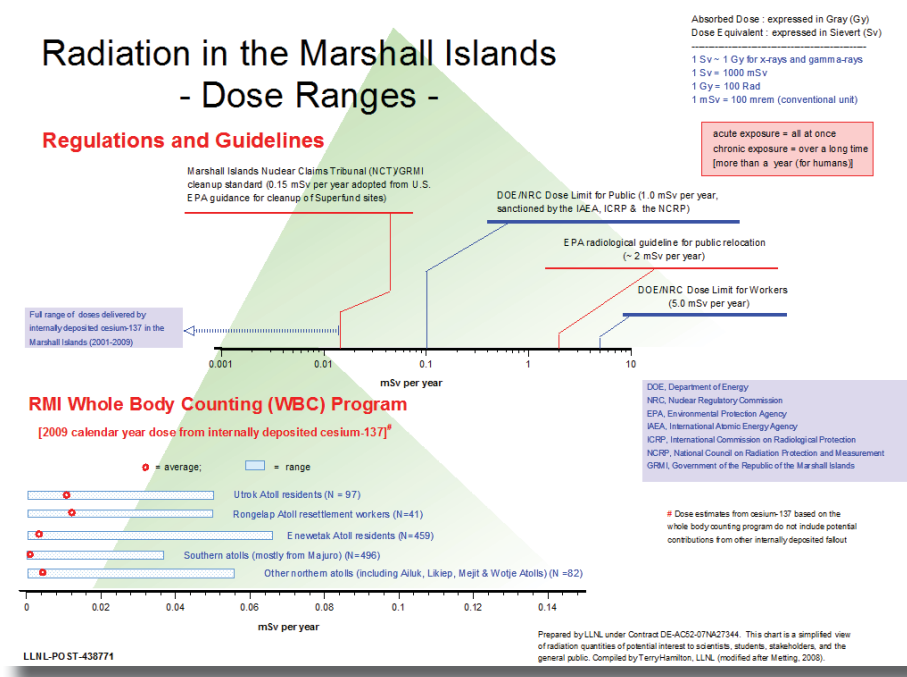 Radiation in the Marshall Islands
- Dose Ranges -
Absorbed Dose : expressed in Gray (Gy)
Dose Equivalent : expressed in Sievert (Sv)
------------------------------------------------------
1 Sv ~ 1 Gy for x-rays and gamma-rays
1 Sv = 1000 mSv
1 Gy = 100 Rad
1 mSv = 100 mrem (conventional unit)
acute exposure = all at once
chronic exposure = over a long time
[more than a year (for humans)]
Regulations and Guidelines
Marshall Islands Nuclear Claims Tribunal (NCT)/GRMI
cleanup standard (0.15 mSv per year adopted from U.S.
EPA guidance for cleanup of Superfund sites)
DOE/NRC Dose Limit for Public (1.0 mSv per year,
sanctioned by the IAEA, ICRP & the NCRP)
EPA radiological guideline for public relocation
(~ 2 mSv per year)
DOE/NRC Dose Limit for Workers
(5.0 mSv per year)
Full range of doses delivered by
internally deposited cesium-137 in the
Marshall Islands (2001-2009)
0.001 0.01 0.1 1 10
mSv per year
RMI Whole Body Counting (WBC) Program
[2009 calendar year dose from internally deposited cesium-137]#
= average; = range
Utrok Atoll residents (N = 97)
Rongelap Atoll resettlement workers (N=41)
Enewetak Atoll residents (N=459)
Southern atolls (mostly from Majuro) (N=496)
Other northern atolls (including Ailuk, Likiep, Mejit & Wotje Atolls) (N =82)
0 0.02 0.04 0.06 0.08 0.1 0.12 0.14
mSv per year
DOE, Department of Energy
NRC, Nuclear Regulatory Commission
EPA, Environmental Protection Agency
IAEA, International Atomic Energy Agency
ICRP, International Commission on Radiological Protection
NCRP, National Council on Radiation Protection and Measurement
GRMI, Government of the Republic of the Marshall Islands
# Dose estimates from cesium-137 based on the
whole body counting program do not include potential
contributions from other internally deposited fallout
LLNL-POST-438771
Prepared by LLNL under Contract DE-AC52-07NA27344. This chart is a simplified view
of radiation quantities of potential interest to scientists, students, stakeholders, and the
general public. Compiled by Terry Hamilton, LLNL (modified after Metting, 2008).